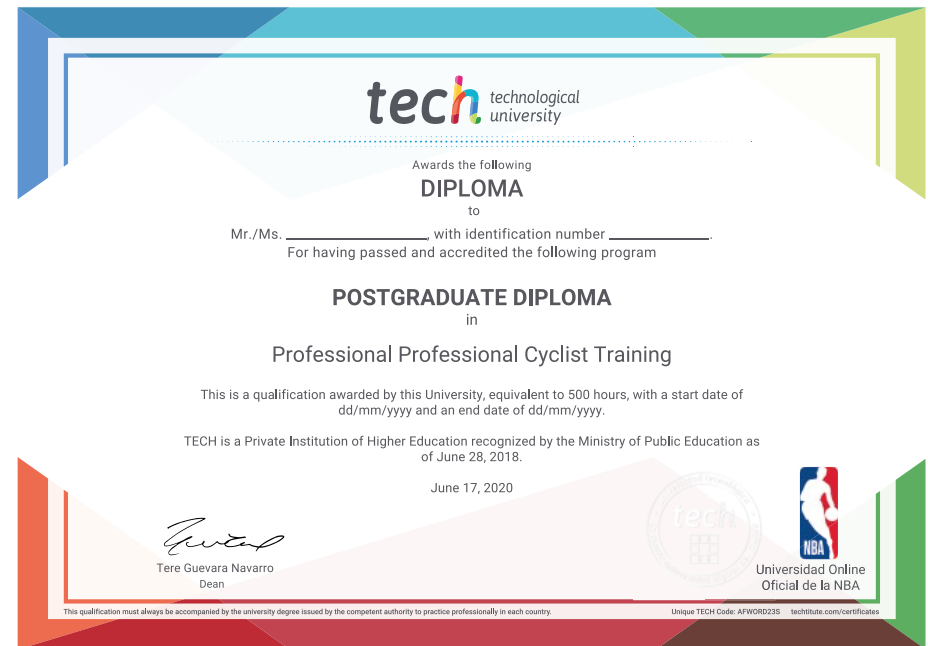 tech technological
university
Awards the following
DIPLOMA
to
Mr./Ms. ____________________, with identification number ______________.
For having passed and accredited the following program
POSTGRADUATE DIPLOMA
in
Professional Professional Cyclist Training
This is a qualification awarded by this University, equivalent to 500 hours, with a start date of
dd/mm/yyyy and an end date of dd/mm/yyyy.
TECH is a Private Institution of Higher Education recognized by the Ministry of Public Education as
of June 28, 2018.
June 17, 2020
tech
NBA
Tere Guevara Navarro
Dean
Universidad Online
Oficial de la NBA
This qualification must always be accompanied by the university degree issued by the competent authority to practice professionally in each country.
Unique TECH Code: AFWORD23S techtitute.com/certificates